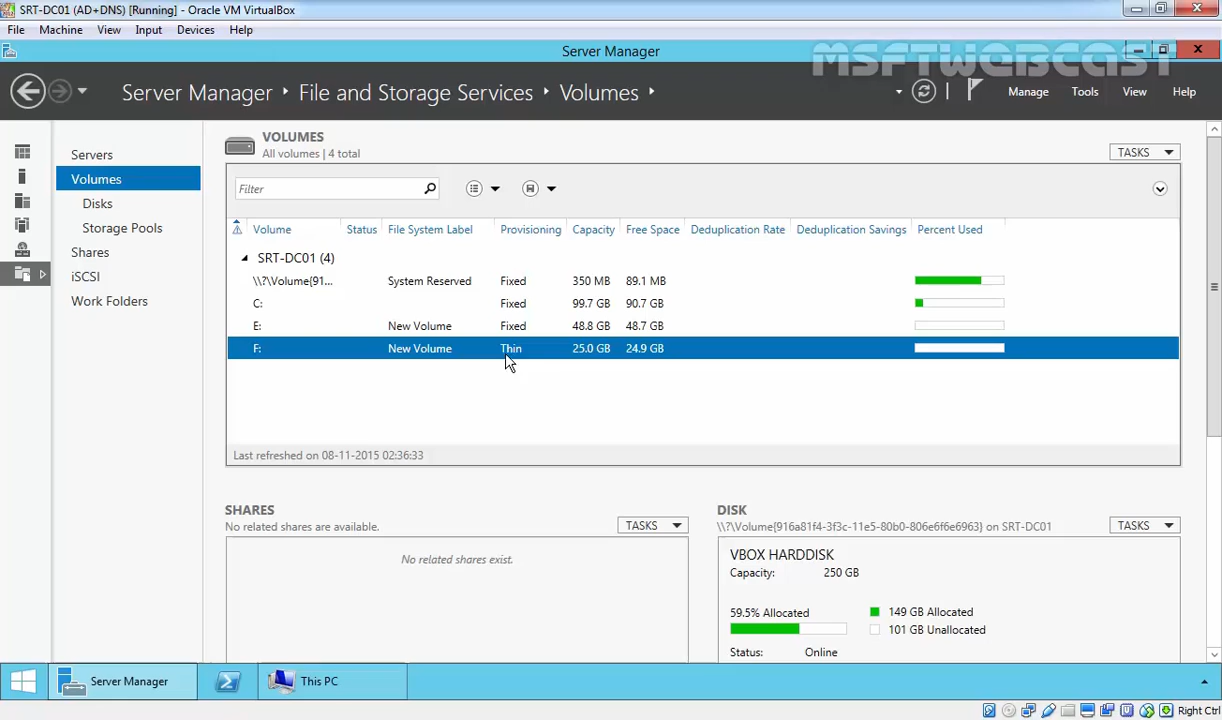 SRT-DC01 (AD+DNS) [Running] - Oracle VM VirtualBox
File Machine View Input Devices Help
Server Manager
MSFTWEBCAST
Server Manager File and Storage Services Volumes Manage Tools View Help
Servers
Volumes
Disks
Storage Pools
Shares
iSCSI
Work Folders
VOLUMES
All volumes | 4 total
TASKS
Filter
Volume Status File System Label Provisioning Capacity Free Space Deduplication Rate Deduplication Savings Percent Used
SRT-DC01 (4)
\\?\Volume{91... System Reserved Fixed 350 MB 89.1 MB
C: Fixed 99.7 GB 90.7 GB
E: New Volume Fixed 48.8 GB 48.7 GB
F: New Volume Thin 25.0 GB 24.9 GB
Last refreshed on 08-11-2015 02:36:33
SHARES
No related shares are available.
TASKS
No related shares exist.
DISK
\\?\Volume{916a81f4-3f3c-11e5-80b0-806e6f6e6963} on SRT-DC01
TASKS
VBOX HARDDISK
Capacity: 250 GB
59.5% Allocated
149 GB Allocated
101 GB Unallocated
Status: Online
Server Manager
This PC
Right Ctrl